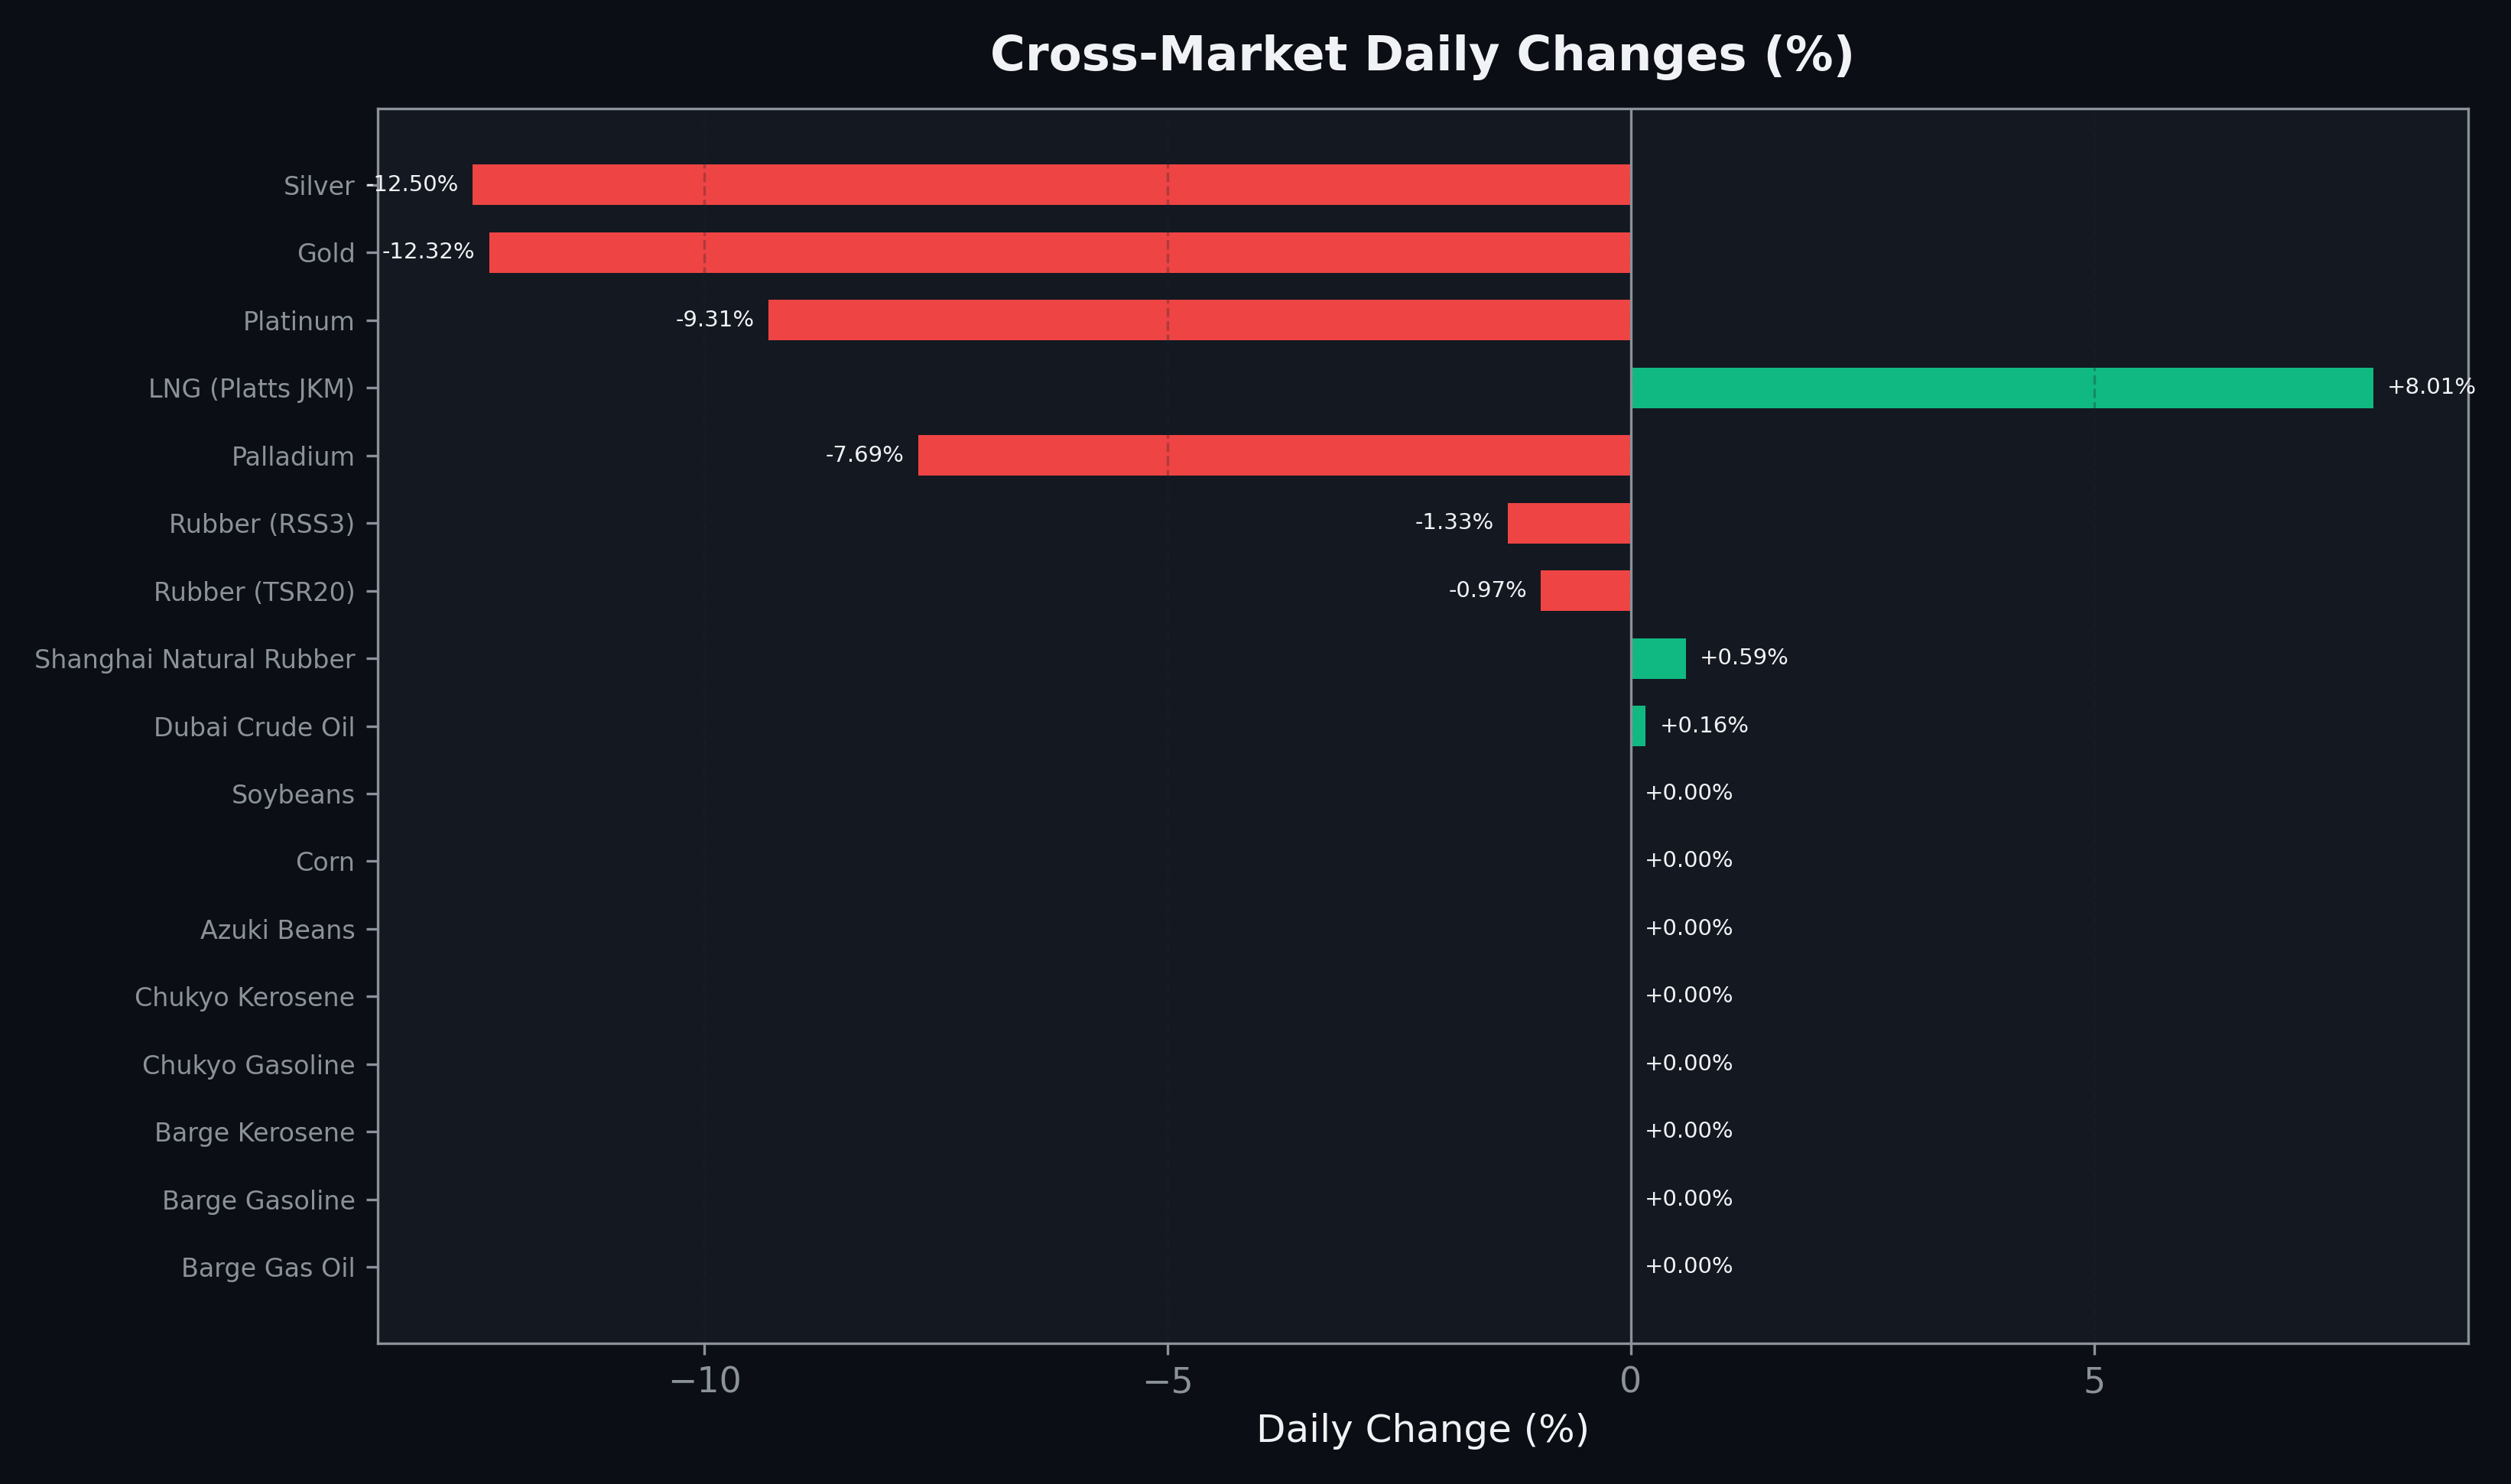 Cross-Market Daily Changes (%)
Silver -12.50%
Gold -12.32%
Platinum -9.31%
LNG (Platts JKM) +8.01%
Palladium -7.69%
Rubber (RSS3) -1.33%
Rubber (TSR20) -0.97%
Shanghai Natural Rubber +0.59%
Dubai Crude Oil +0.16%
Soybeans +0.00%
Corn +0.00%
Azuki Beans +0.00%
Chukyo Kerosene +0.00%
Chukyo Gasoline +0.00%
Barge Kerosene +0.00%
Barge Gasoline +0.00%
Barge Gas Oil +0.00%
−10 −5 0 5
Daily Change (%)